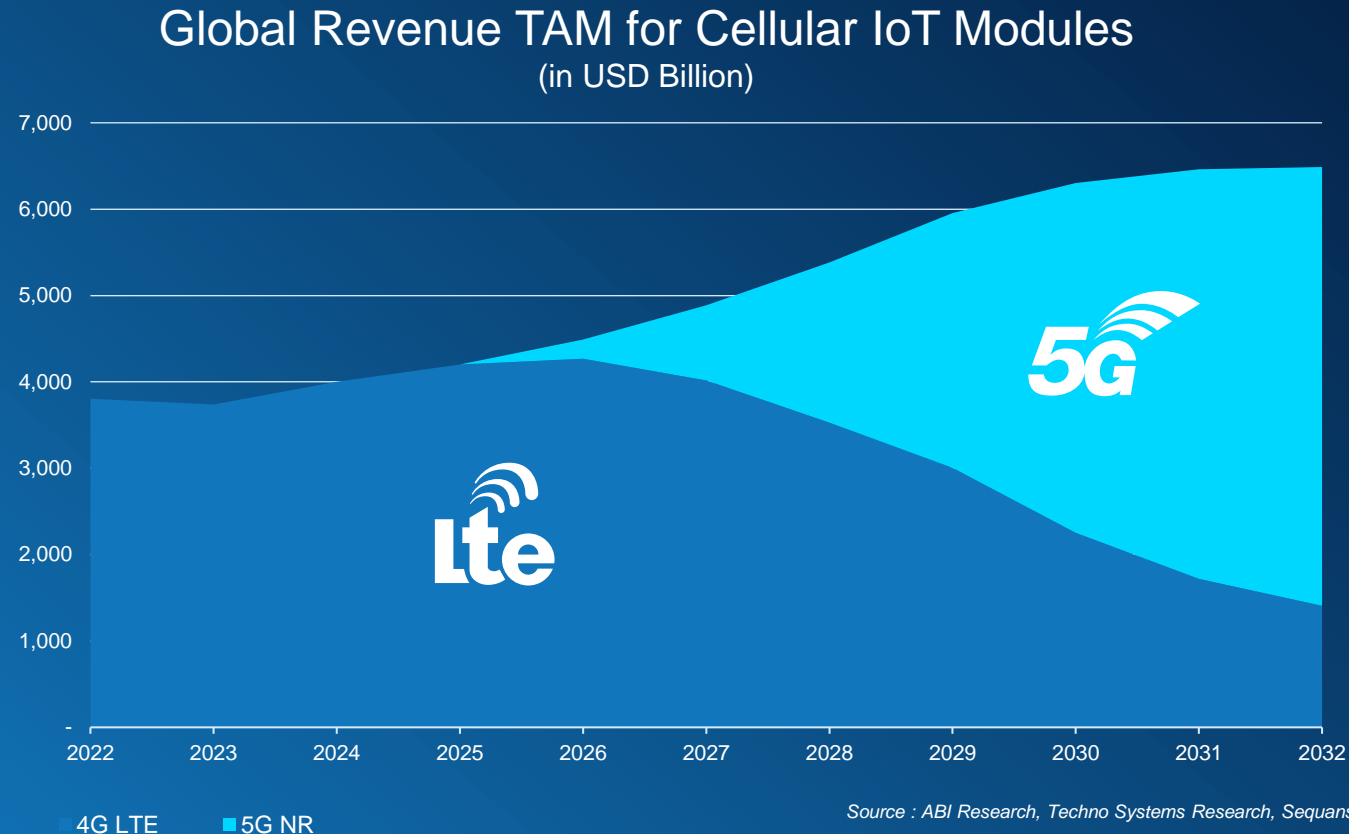 Global Revenue TAM for Cellular IoT Modules
(in USD Billion)
7,000
6,000
5,000
4,000
3,000
2,000
1,000
-
5G
Lte
2022 2023 2024 2025 2026 2027 2028 2029 2030 2031 2032
4G LTE 5G NR
Source : ABI Research, Techno Systems Research, Sequans